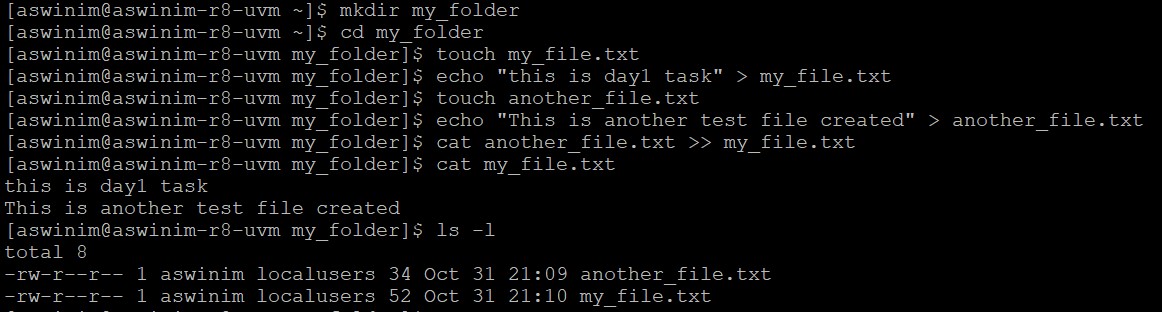 [aswinim@aswinim-r8-uvm ~]$ mkdir my_folder
[aswinim@aswinim-r8-uvm ~]$ cd my_folder
[aswinim@aswinim-r8-uvm my_folder]$ touch my_file.txt
[aswinim@aswinim-r8-uvm my_folder]$ echo "this is day1 task" > my_file.txt
[aswinim@aswinim-r8-uvm my_folder]$ touch another_file.txt
[aswinim@aswinim-r8-uvm my_folder]$ echo "This is another test file created" > another_file.txt
[aswinim@aswinim-r8-uvm my_folder]$ cat another_file.txt >> my_file.txt
[aswinim@aswinim-r8-uvm my_folder]$ cat my_file.txt
this is day1 task
This is another test file created
[aswinim@aswinim-r8-uvm my_folder]$ ls -l
total 8
-rw-r--r-- 1 aswinim localusers 34 Oct 31 21:09 another_file.txt
-rw-r--r-- 1 aswinim localusers 52 Oct 31 21:10 my_file.txt